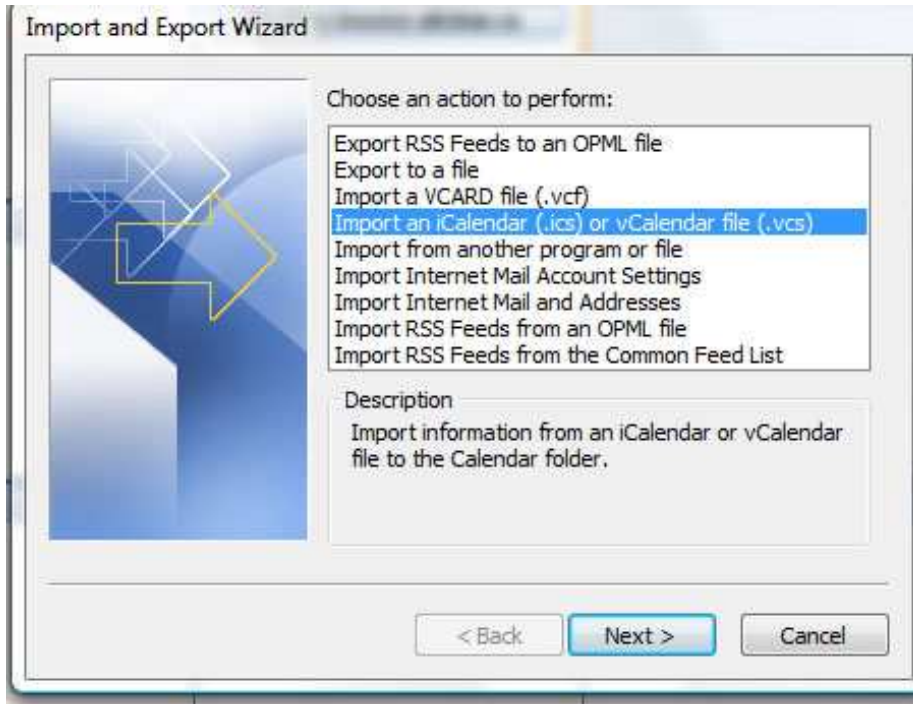 Import and Export Wizard
Choose an action to perform:
Export RSS Feeds to an OPML file
Export to a file
Import a VCARD file (.vcf)
Import an iCalendar (.ics) or vCalendar file (.vcs)
Import from another program or file
Import Internet Mail Account Settings
Import Internet Mail and Addresses
Import RSS Feeds from an OPML file
Import RSS Feeds from the Common Feed List
Description
Import information from an iCalendar or vCalendar
file to the Calendar folder.
< Back Next > Cancel